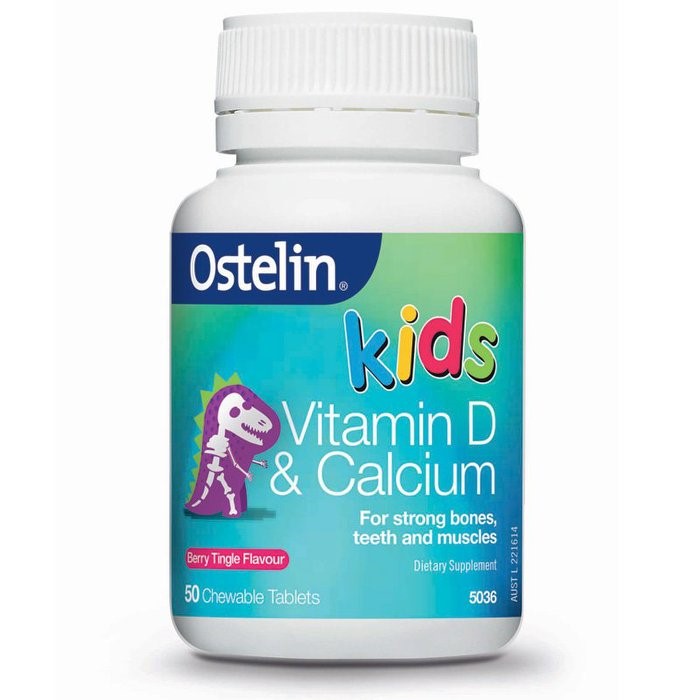 Ostelin®
kids
Vitamin D
& Calcium
For strong bones,
teeth and muscles
Dietary Supplement
Berry Tingle Flavour
50 Chewable Tablets
5036
AUST L 221614